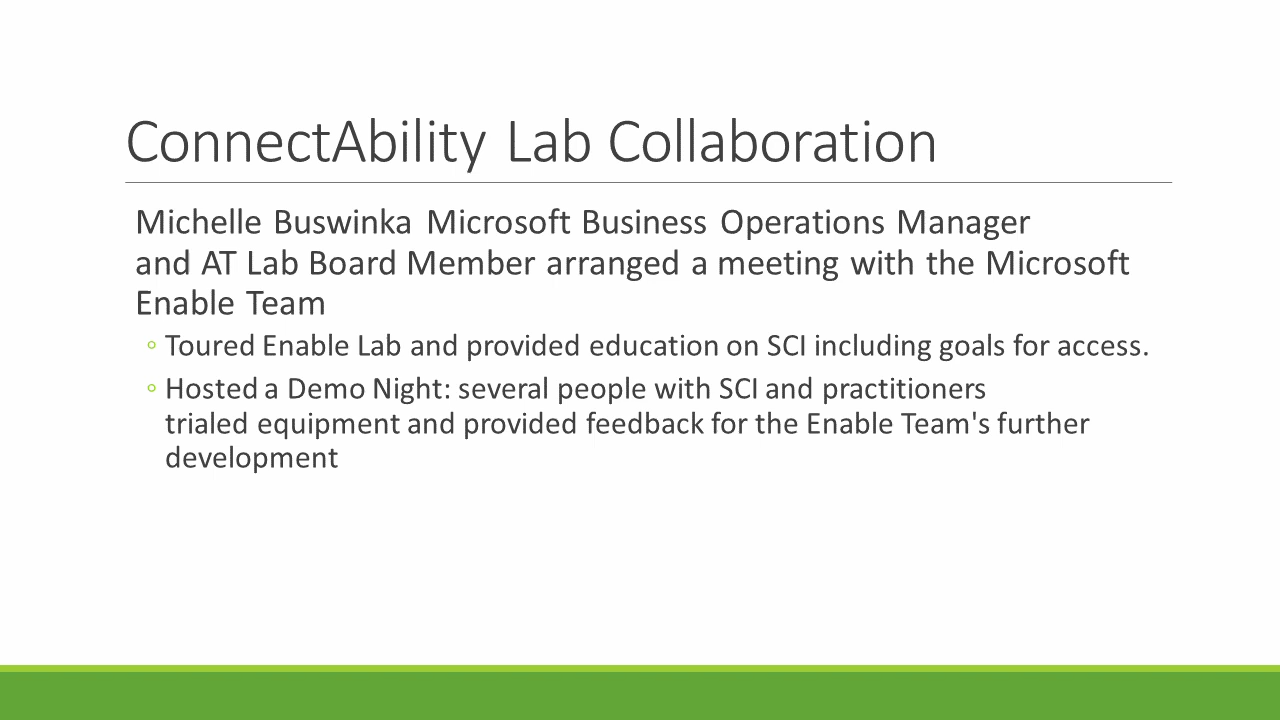 ConnectAbility Lab Collaboration
Michelle Buswinka Microsoft Business Operations Manager
and AT Lab Board Member arranged a meeting with the Microsoft
Enable Team
◦ Toured Enable Lab and provided education on SCI including goals for access.
◦ Hosted a Demo Night: several people with SCI and practitioners
trialed equipment and provided feedback for the Enable Team's further
development